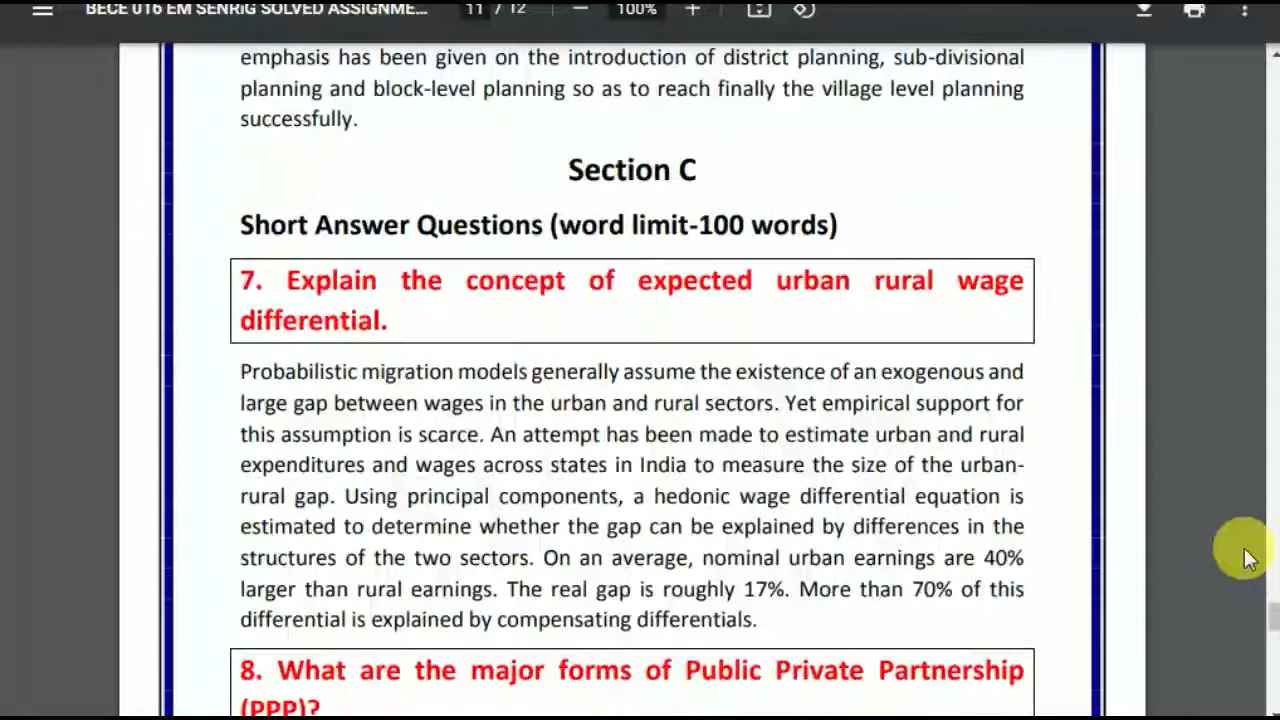 BECE 016 EM SENRIG SOLVED ASSIGNME...
11 / 12
100%
emphasis has been given on the introduction of district planning, sub-divisional
planning and block-level planning so as to reach finally the village level planning
successfully.
Section C
Short Answer Questions (word limit-100 words)
7. Explain the concept of expected urban rural wage
differential.
Probabilistic migration models generally assume the existence of an exogenous and
large gap between wages in the urban and rural sectors. Yet empirical support for
this assumption is scarce. An attempt has been made to estimate urban and rural
expenditures and wages across states in India to measure the size of the urban-
rural gap. Using principal components, a hedonic wage differential equation is
estimated to determine whether the gap can be explained by differences in the
structures of the two sectors. On an average, nominal urban earnings are 40%
larger than rural earnings. The real gap is roughly 17%. More than 70% of this
differential is explained by compensating differentials.
8. What are the major forms of Public Private Partnership
(PPP)?